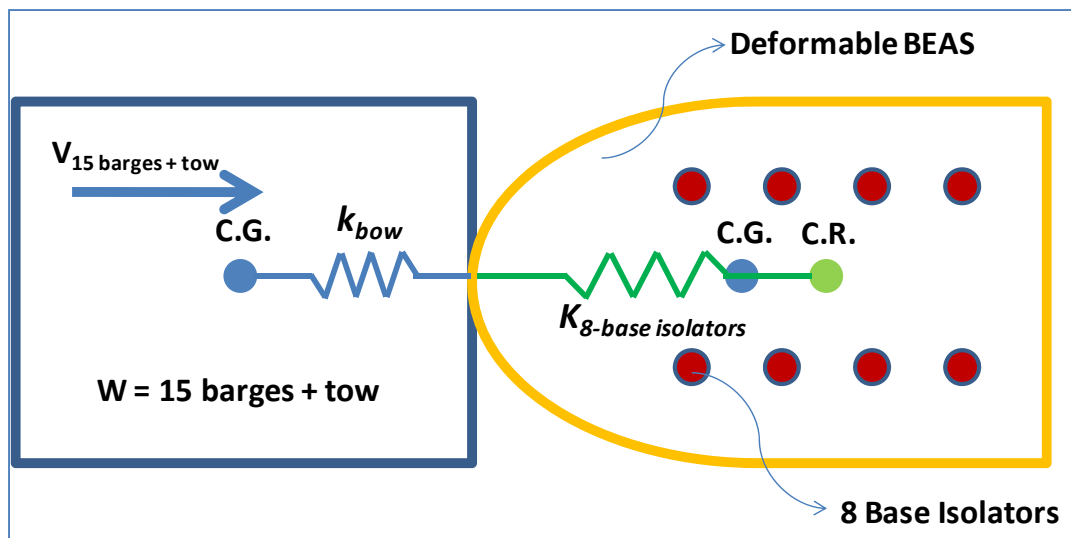 Deformable BEAS
V15 barges + tow
C.G.
kbow
C.G.
C.R.
K8-base isolators
W = 15 barges + tow
8 Base Isolators